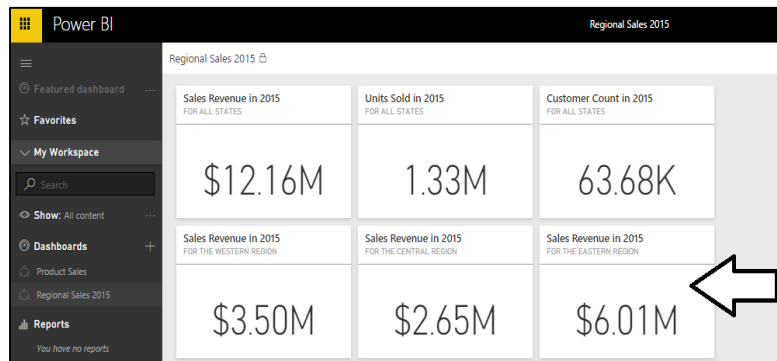 Power BI
Regional Sales 2015
Regional Sales 2015
Featured dashboard ...
Favorites
My Workspace
Search
Show: All content ...
Dashboards +
Product Sales
Regional Sales 2015
Reports
You have no reports
Sales Revenue in 2015
FOR ALL STATES
$12.16M
Units Sold in 2015
FOR ALL STATES
1.33M
Customer Count in 2015
FOR ALL STATES
63.68K
Sales Revenue in 2015
FOR THE WESTERN REGION
$3.50M
Sales Revenue in 2015
FOR THE CENTRAL REGION
$2.65M
Sales Revenue in 2015
FOR THE EASTERN REGION
$6.01M